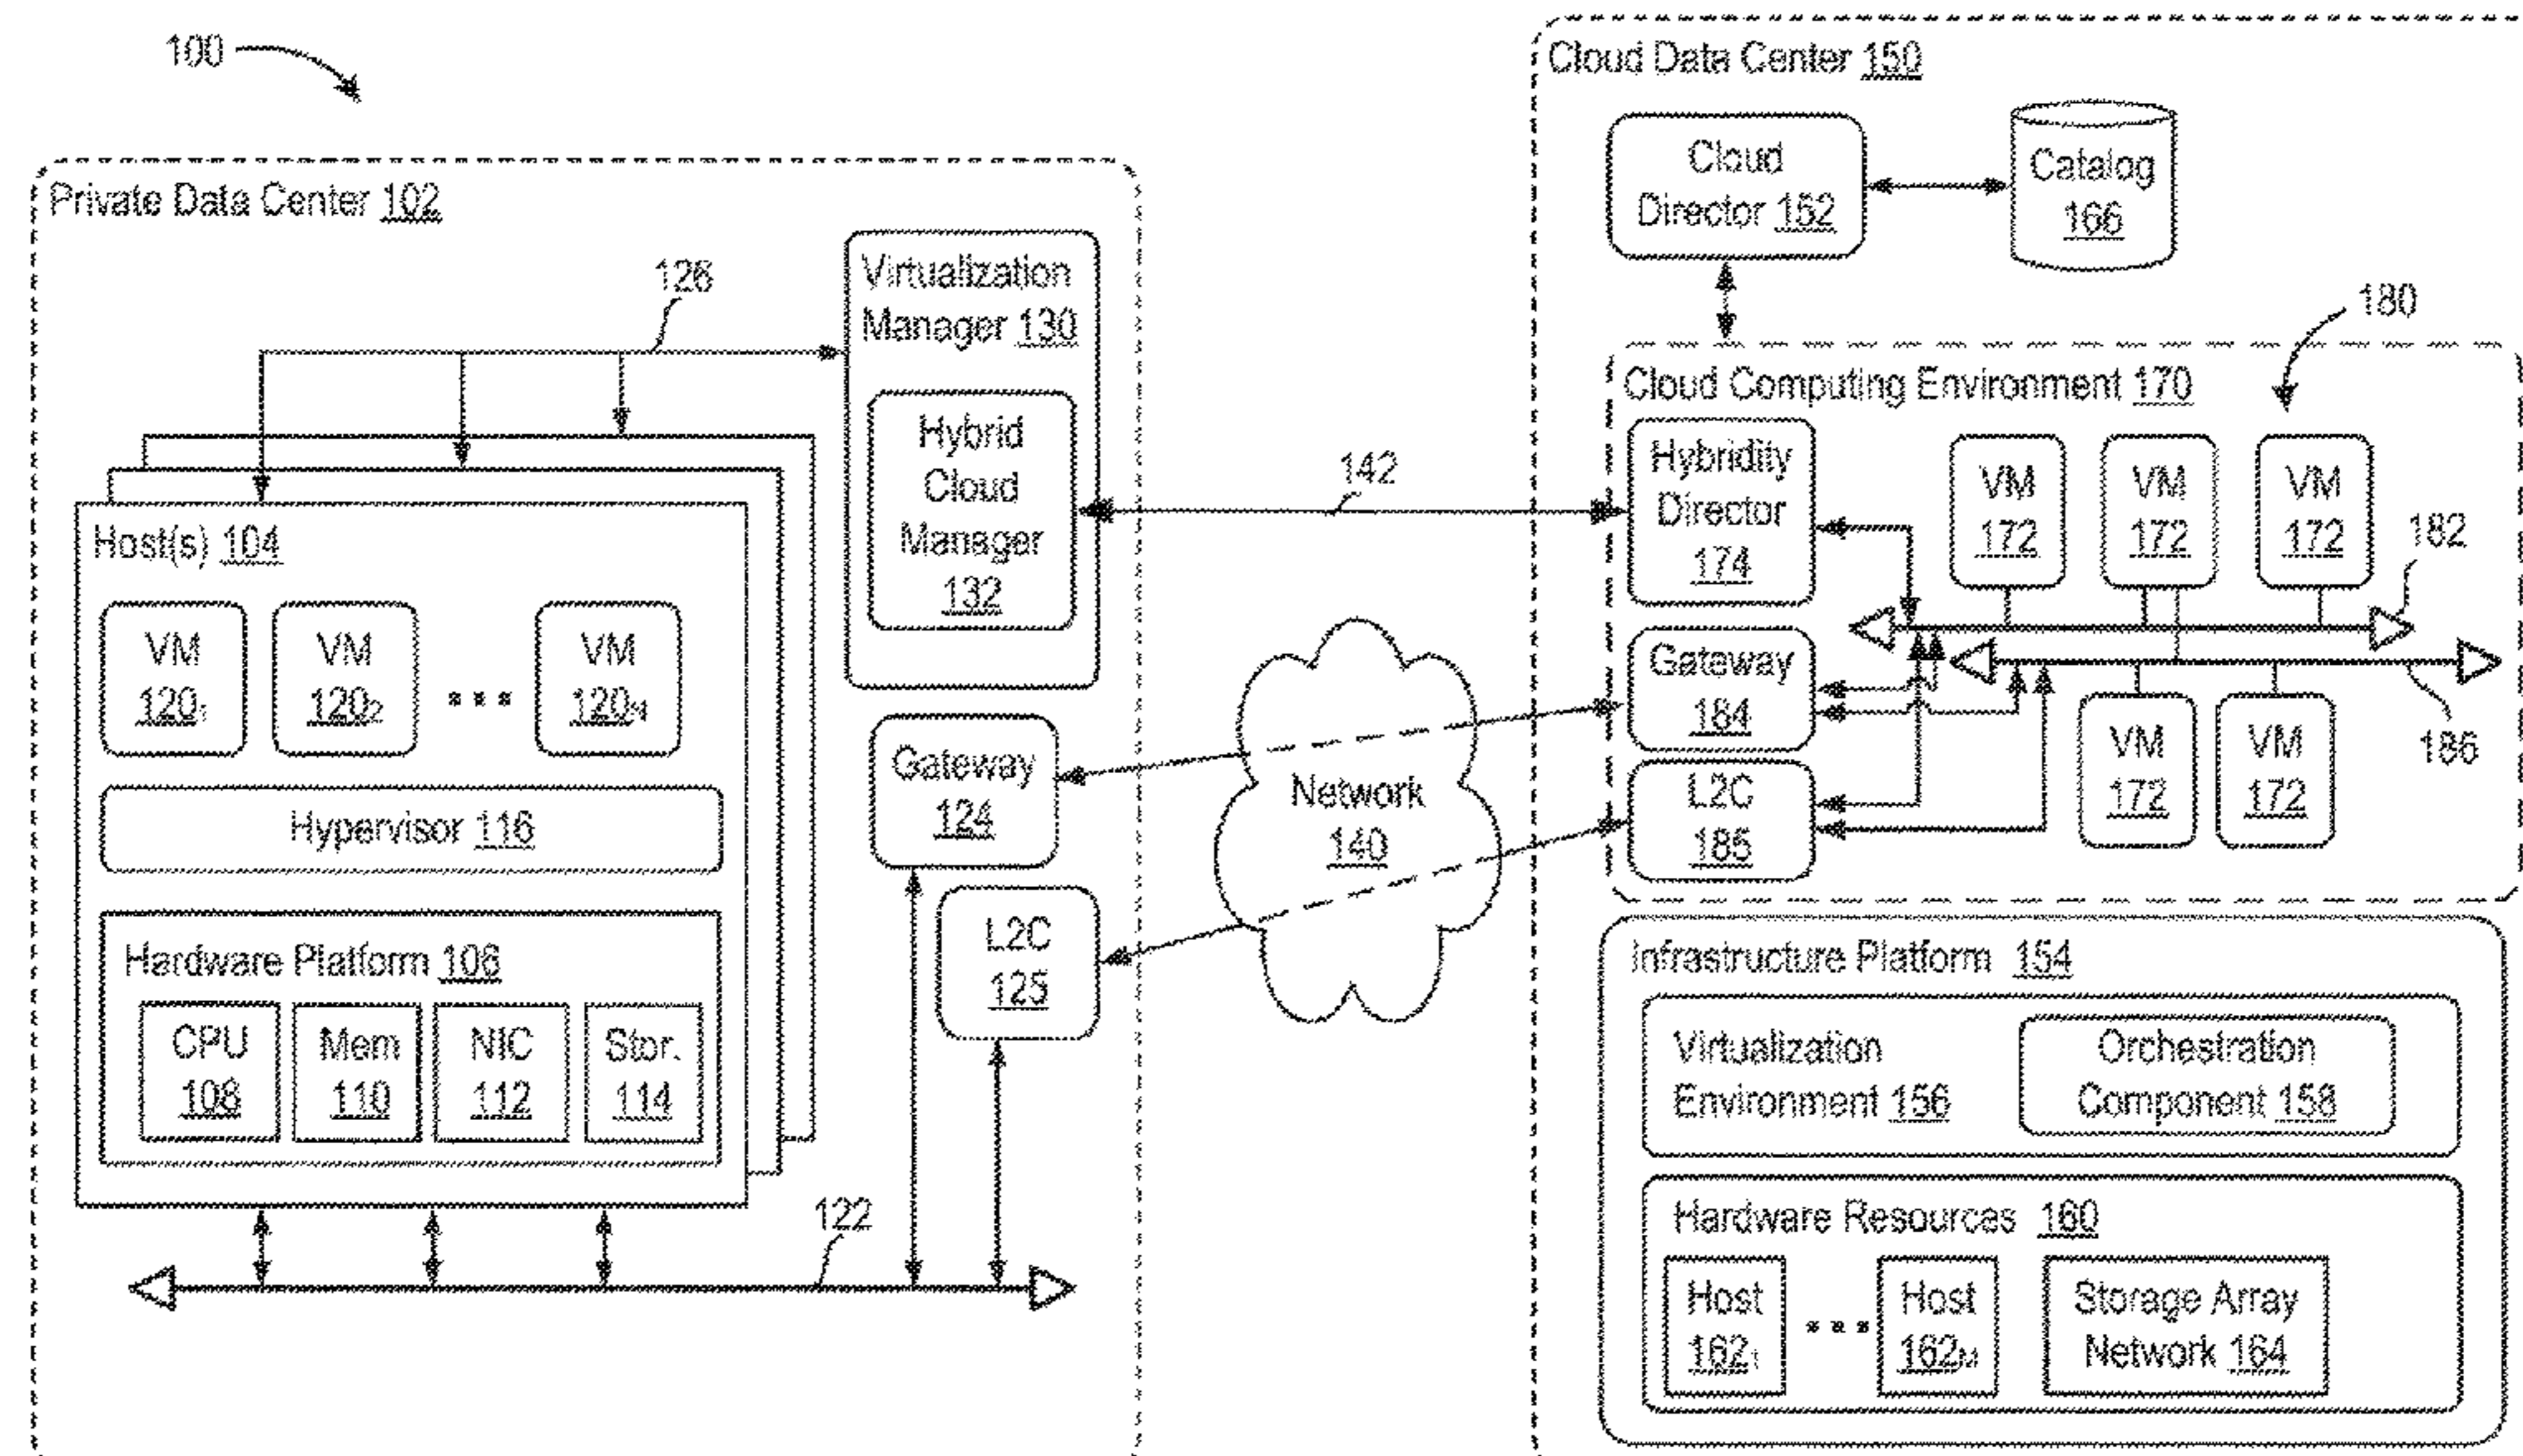 100
Private Data Center 102
126
Virtualization
Manager 130
Hybrid
Cloud
Manager
132
Host(s) 104
VM
120₁
VM
120₂
▪▪▪
VM
120ₙ
Hypervisor 116
Hardware Platform 106
CPU
108
Mem
110
NIC
112
Stor.
114
122
Gateway
124
L2C
125
142
Network
140
Cloud Data Center 150
Cloud
Director 152
Catalog
166
180
Cloud Computing Environment 170
Hybridity
Director
174
VM
172
VM
172
VM
172
182
Gateway
184
L2C
185
VM
172
VM
172
186
Infrastructure Platform 154
Virtualization
Environment 156
Orchestration
Component 158
Hardware Resources 160
Host
162₁
▪▪▪
Host
162M
Storage Array
Network 164